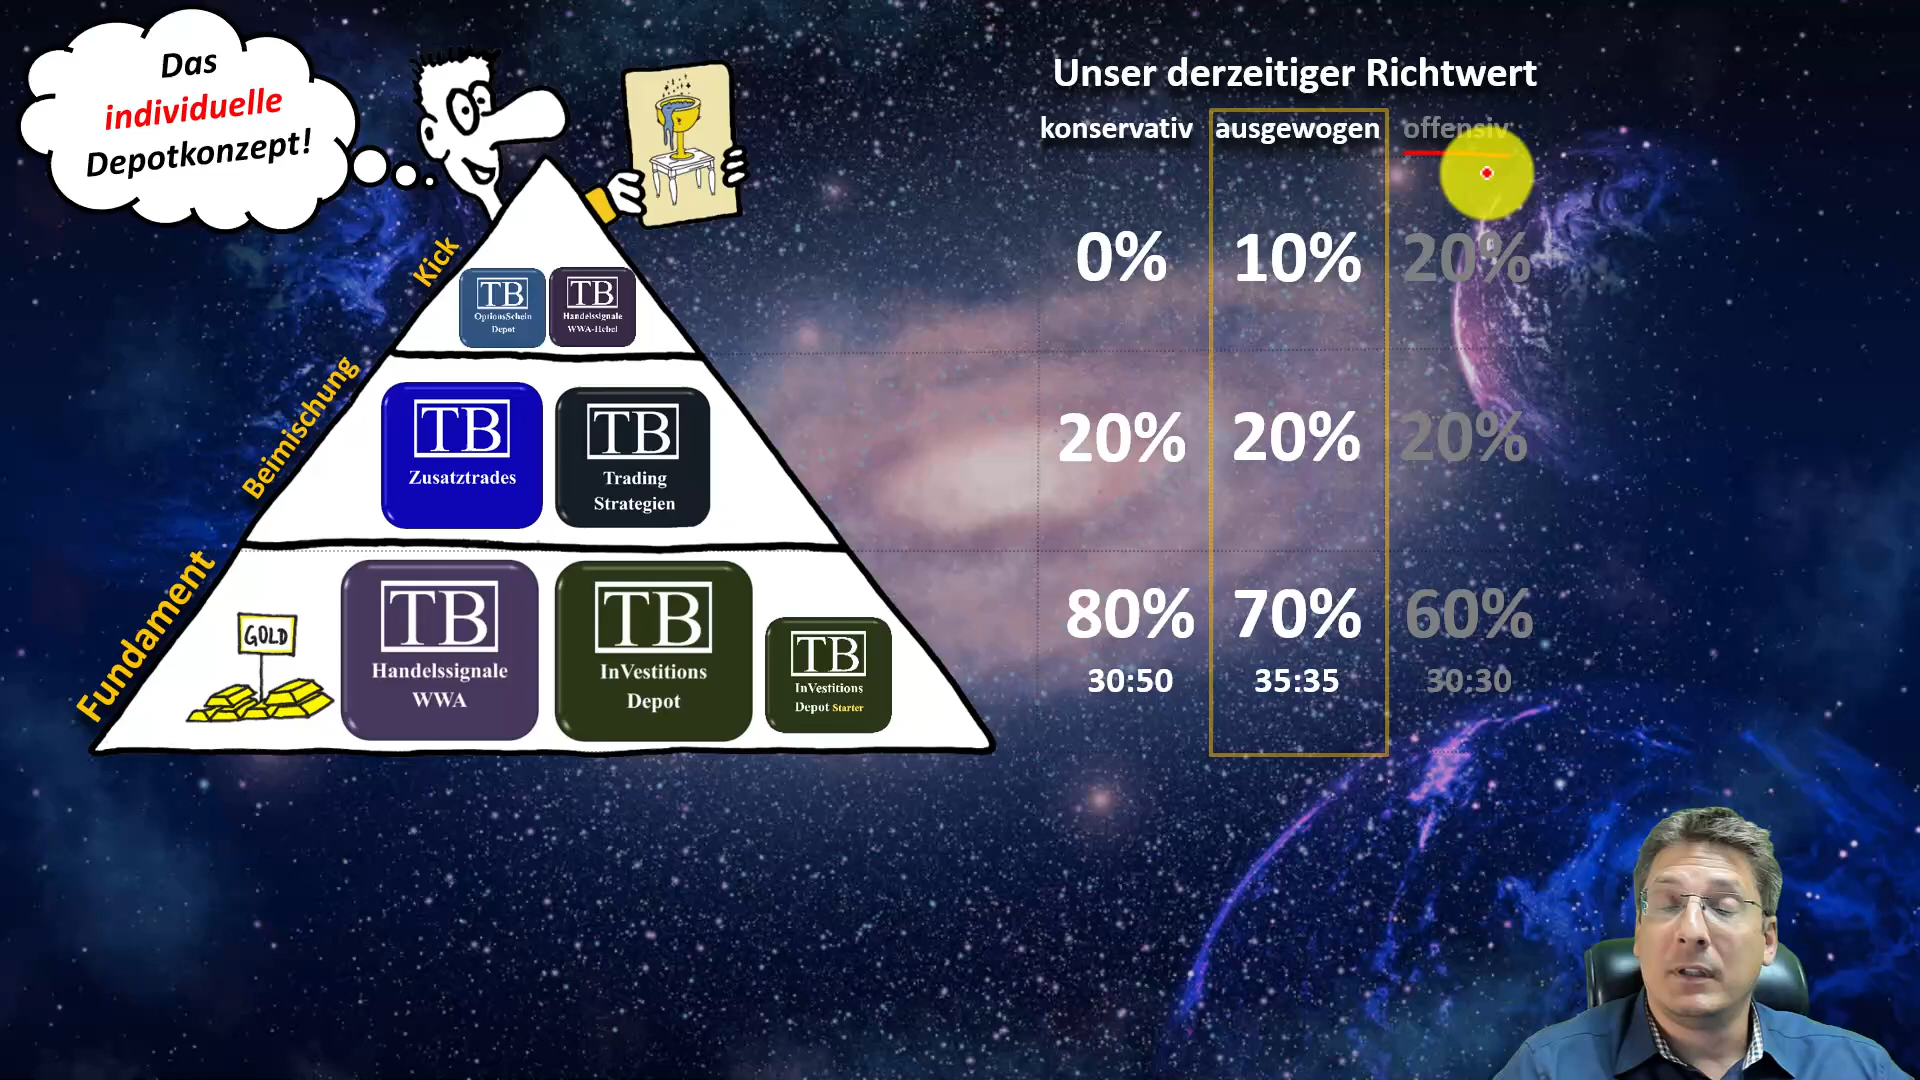 Das
individuelle
Depotkonzept!
Unser derzeitiger Richtwert
konservativ ausgewogen offensiv
Kick
TB
OptionsSchein
Depot
TB
Handelssignale
WWA-Hebel
0% 10% 20%
Beimischung
TB
Zusatztrades
TB
Trading
Strategien
20% 20% 20%
Fundament
GOLD
TB
Handelssignale
WWA
TB
InVestitions
Depot
TB
InVestitions
Depot Starter
80% 70% 60%
30:50 35:35 30:30